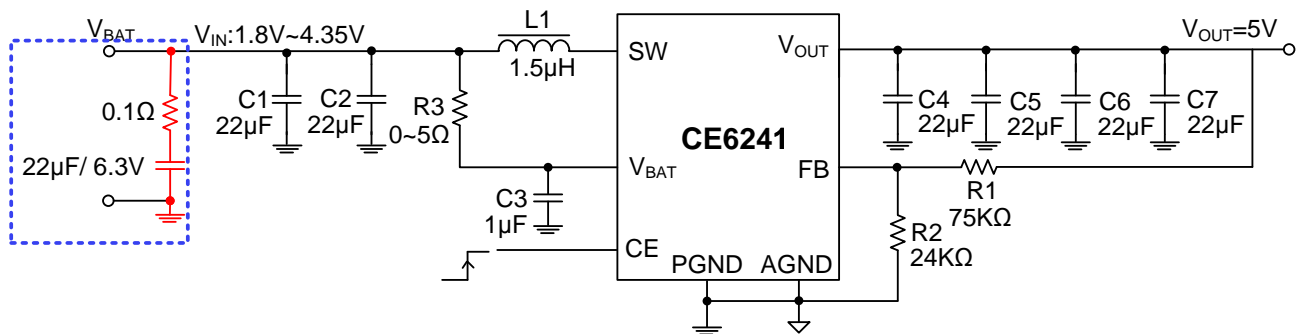 VBAT
VIN:1.8V~4.35V
L1
1.5µH
SW
VOUT
VOUT=5V
0.1Ω
22µF/ 6.3V
C1
22µF
C2
22µF
R3
0~5Ω
VBAT
C3
1µF
CE
CE6241
PGND
AGND
FB
C4
22µF
C5
22µF
C6
22µF
C7
22µF
R1
75KΩ
R2
24KΩ